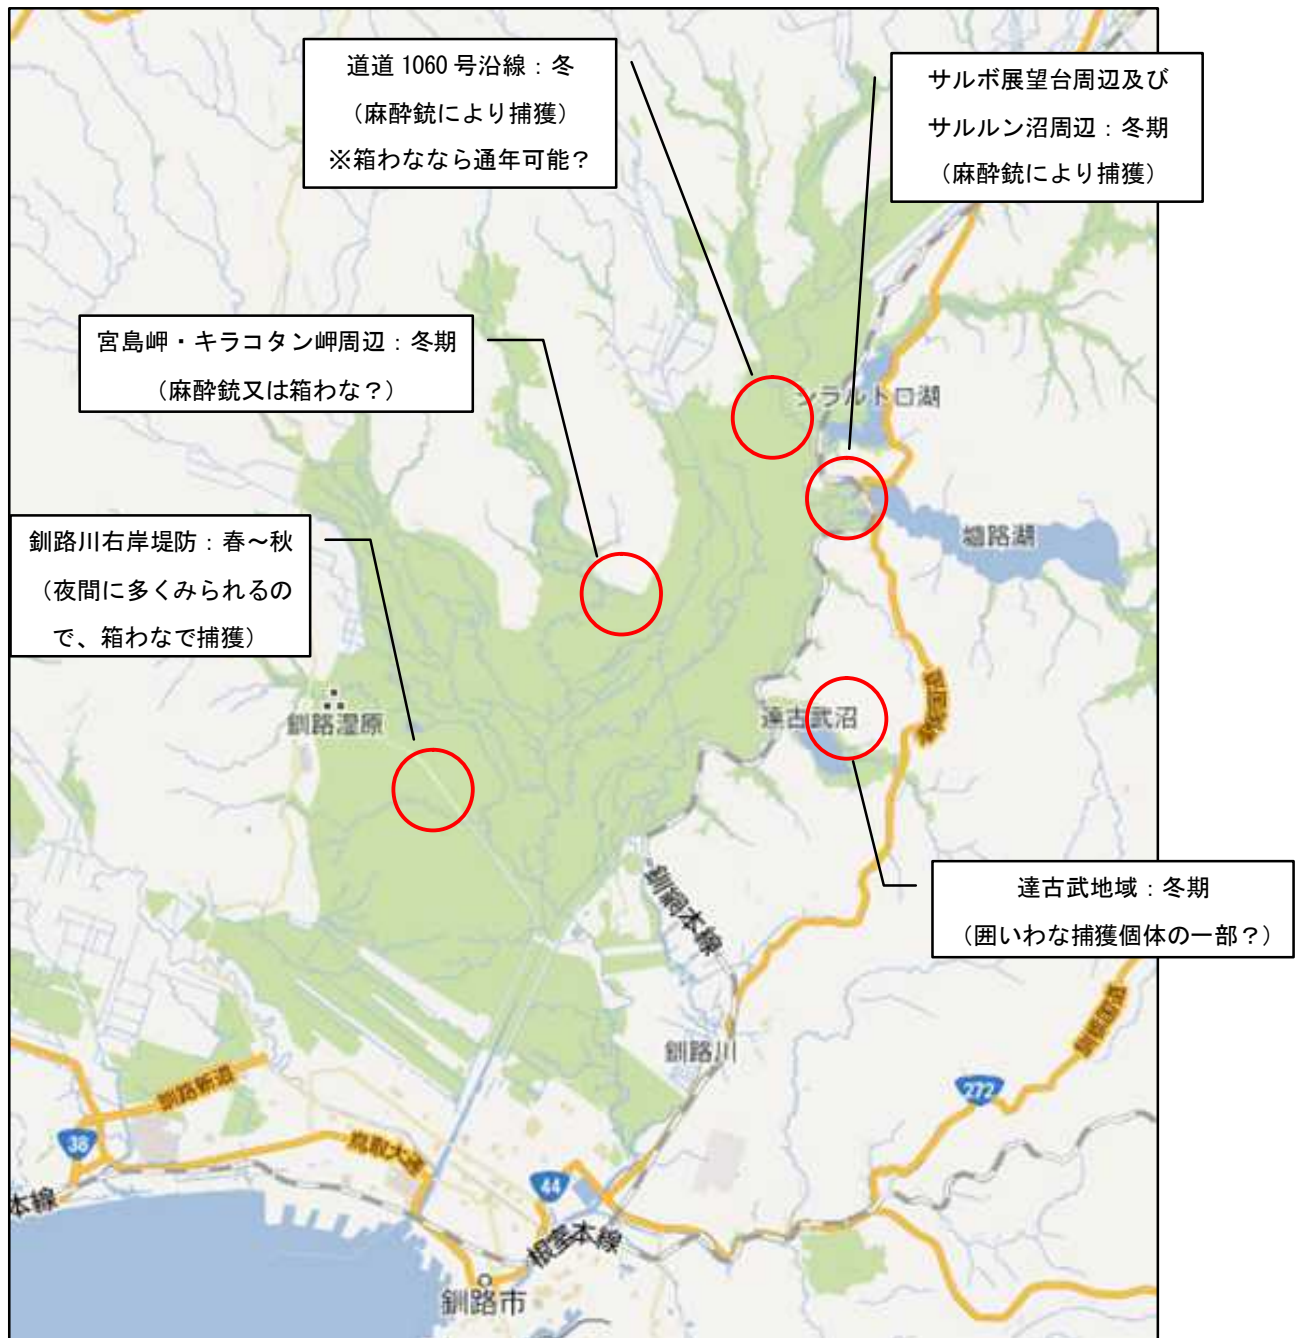 道道 1060 号沿線：冬
（麻酔銃により捕獲）
※箱わななら通年可能？
サルボ展望台周辺及び
サルルン沼周辺：冬期
（麻酔銃により捕獲）
宮島岬・キラコタン岬周辺：冬期
（麻酔銃又は箱わな？）
シラルトロ湖
釧路川右岸堤防：春～秋
（夜間に多くみられるの
で、箱わなで捕獲）
塘路湖
釧路湿原
達古武沼
達古武地域：冬期
（囲いわな捕獲個体の一部？）
釧網本線
釧路川
272
釧路新道
38
鳥取大通
44
本線
根室本線
釧路市